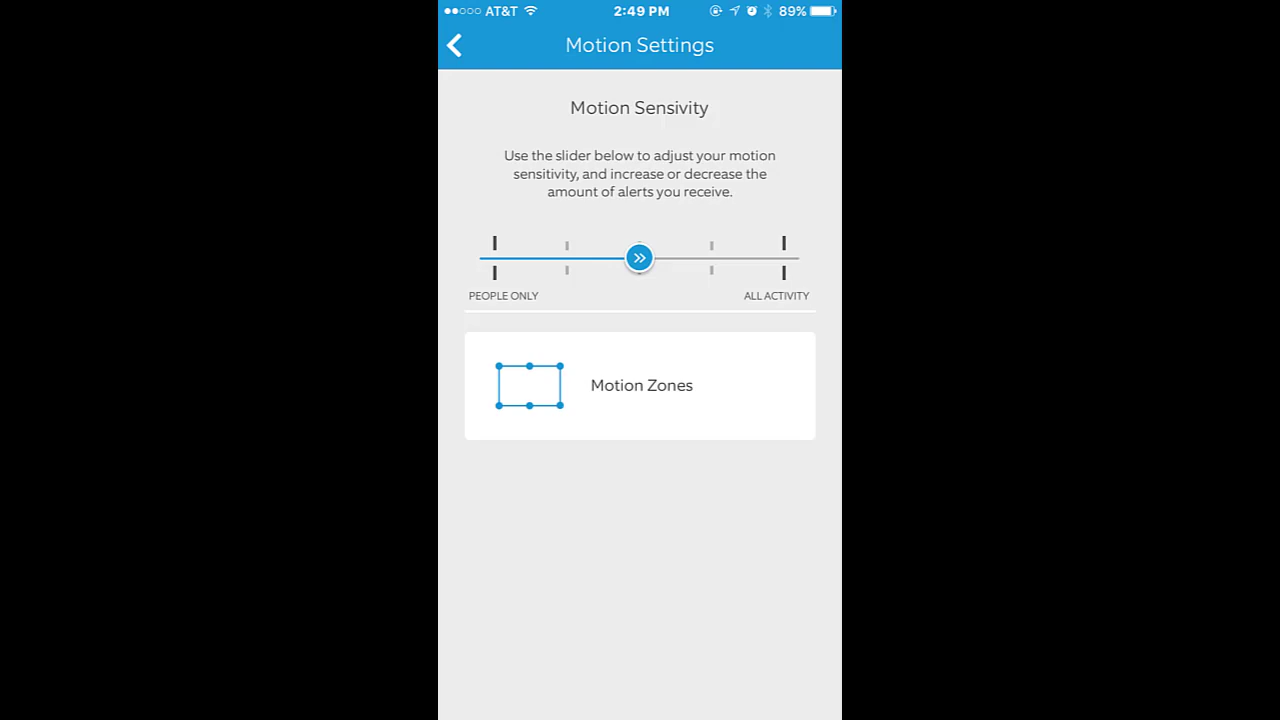 AT&T 2:49 PM 89%
Motion Settings
Motion Sensivity
Use the slider below to adjust your motion
sensitivity, and increase or decrease the
amount of alerts you receive.
PEOPLE ONLY ALL ACTIVITY
Motion Zones